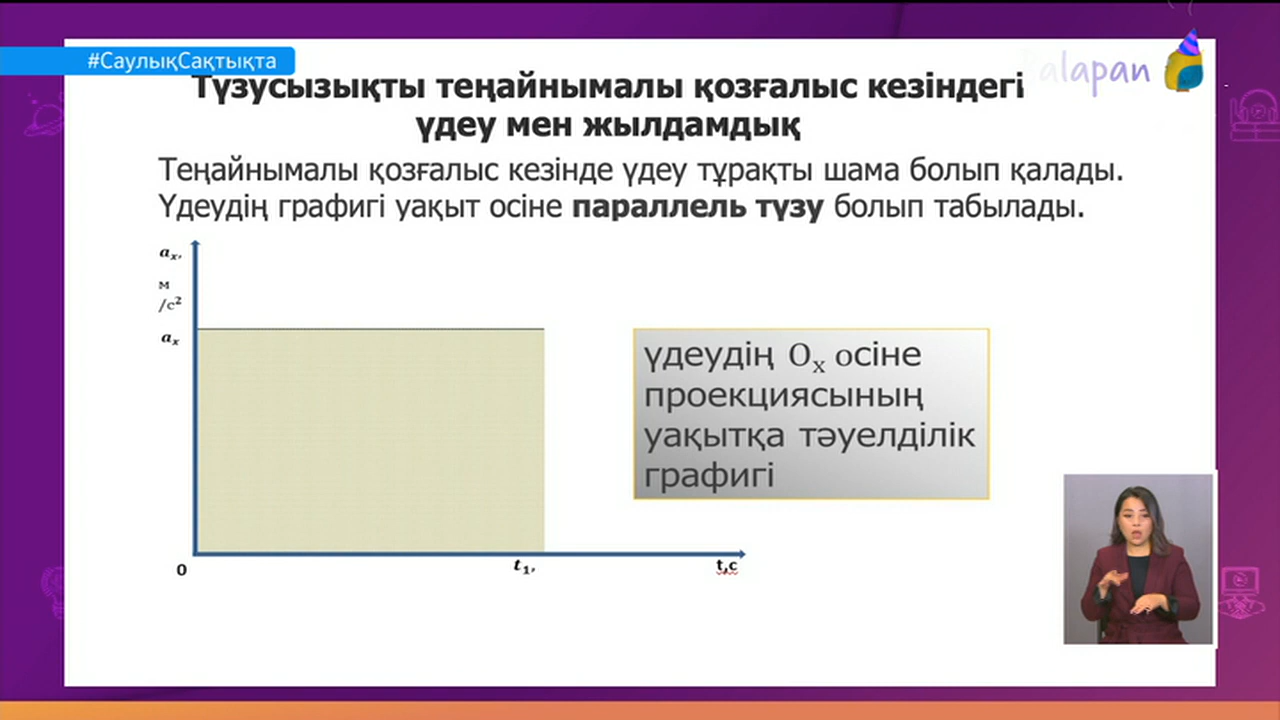 #СаулықСақтықта
Balapan
Түзусызықты теңайнымалы қозғалыс кезіндегі
үдеу мен жылдамдық
Теңайнымалы қозғалыс кезінде үдеу тұрақты шама болып қалады.
Үдеудің графигі уақыт осіне параллель түзу болып табылады.
aₓ,
м
/с²
aₓ
үдеудің Oₓ осіне
проекциясының
уақытқа тәуелділік
графигі
0
t₁,
t,c